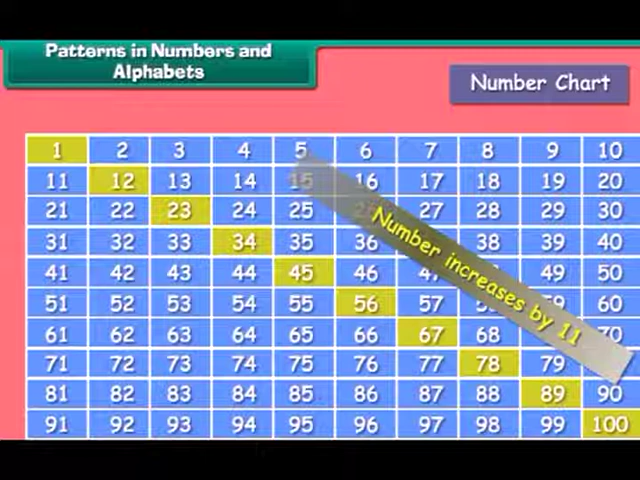 Patterns in Numbers and
Alphabets
Number Chart
1 2 3 4 5 6 7 8 9 10
11 12 13 14 15 16 17 18 19 20
21 22 23 24 25 26 27 28 29 30
31 32 33 34 35 36 38 39 40
41 42 43 44 45 46 47 49 50
51 52 53 54 55 56 57 59 60
61 62 63 64 65 66 67 68 70
71 72 73 74 75 76 77 78 79
81 82 83 84 85 86 87 88 89 90
91 92 93 94 95 96 97 98 99 100
Number increases by 11